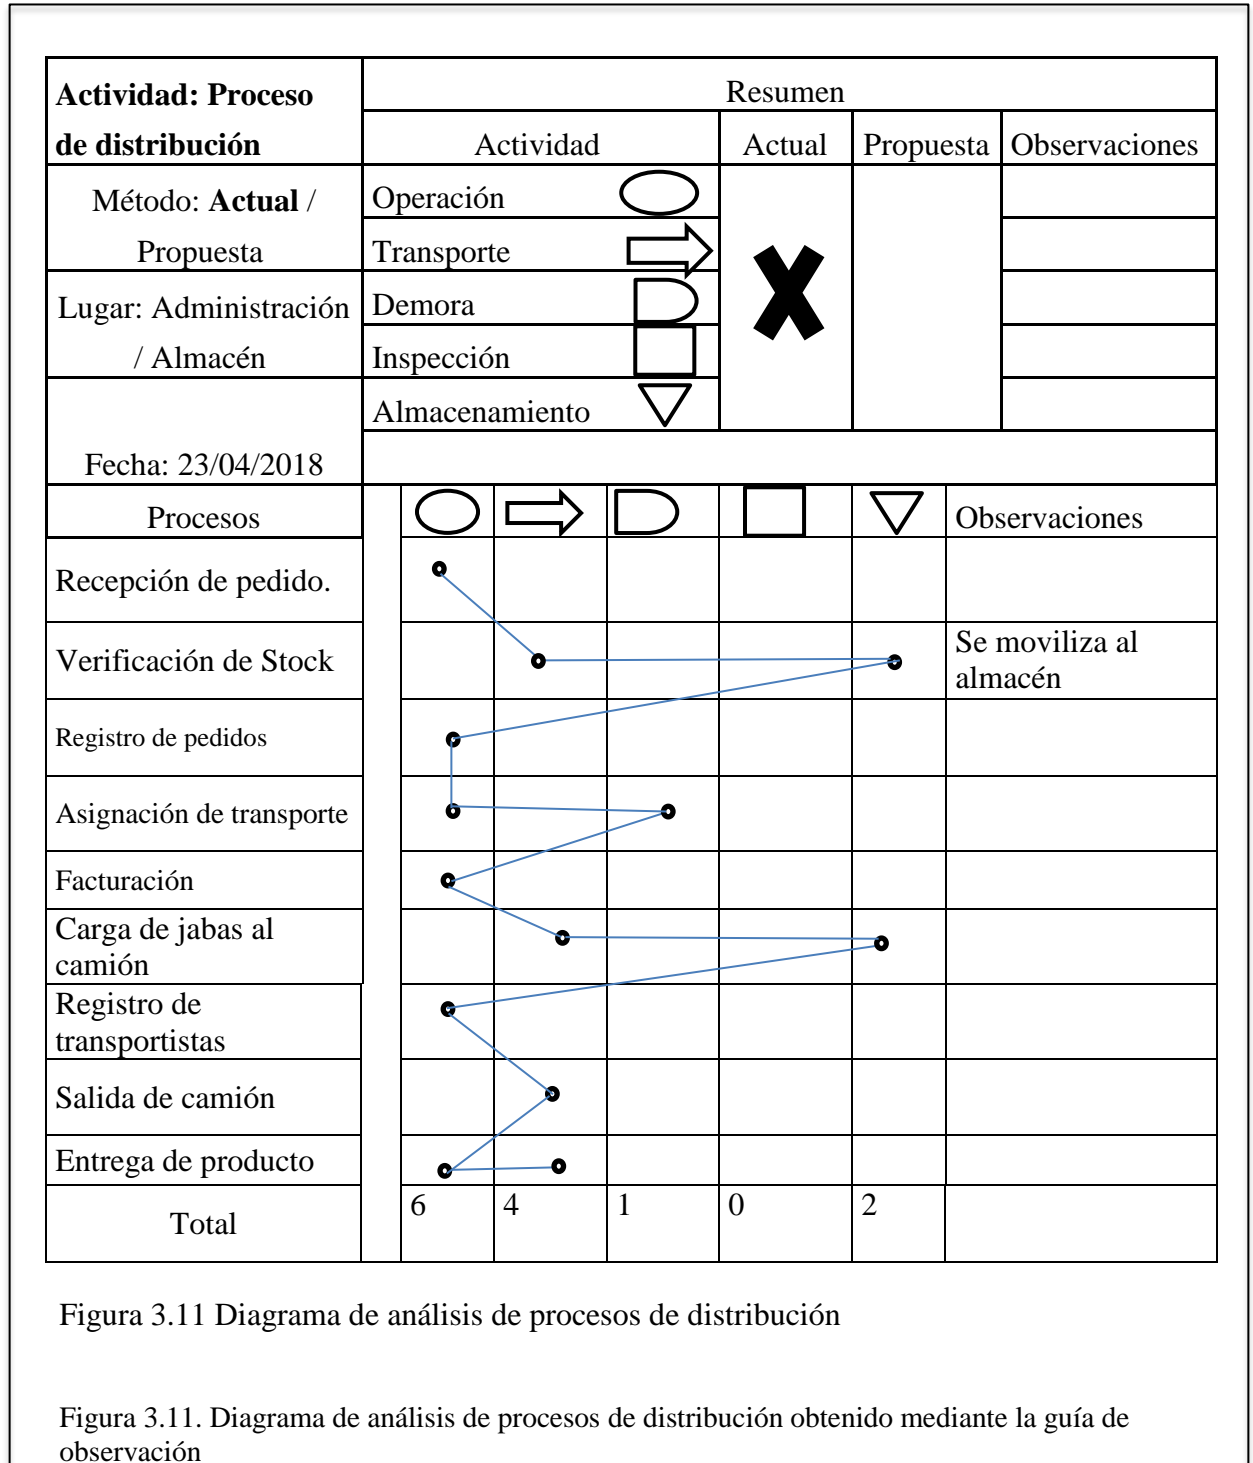 Actividad: Proceso
de distribución
Resumen
Actividad
Actual
Propuesta
Observaciones
Método: Actual /
Propuesta
Operación
Transporte
Lugar: Administración
/ Almacén
Demora
Inspección
Almacenamiento
Fecha: 23/04/2018
Procesos
Observaciones
Recepción de pedido.
Verificación de Stock
Se moviliza al
almacén
Registro de pedidos
Asignación de transporte
Facturación
Carga de jabas al
camión
Registro de
transportistas
Salida de camión
Entrega de producto
Total
6
4
1
0
2
Figura 3.11 Diagrama de análisis de procesos de distribución
Figura 3.11. Diagrama de análisis de procesos de distribución obtenido mediante la guía de
observación